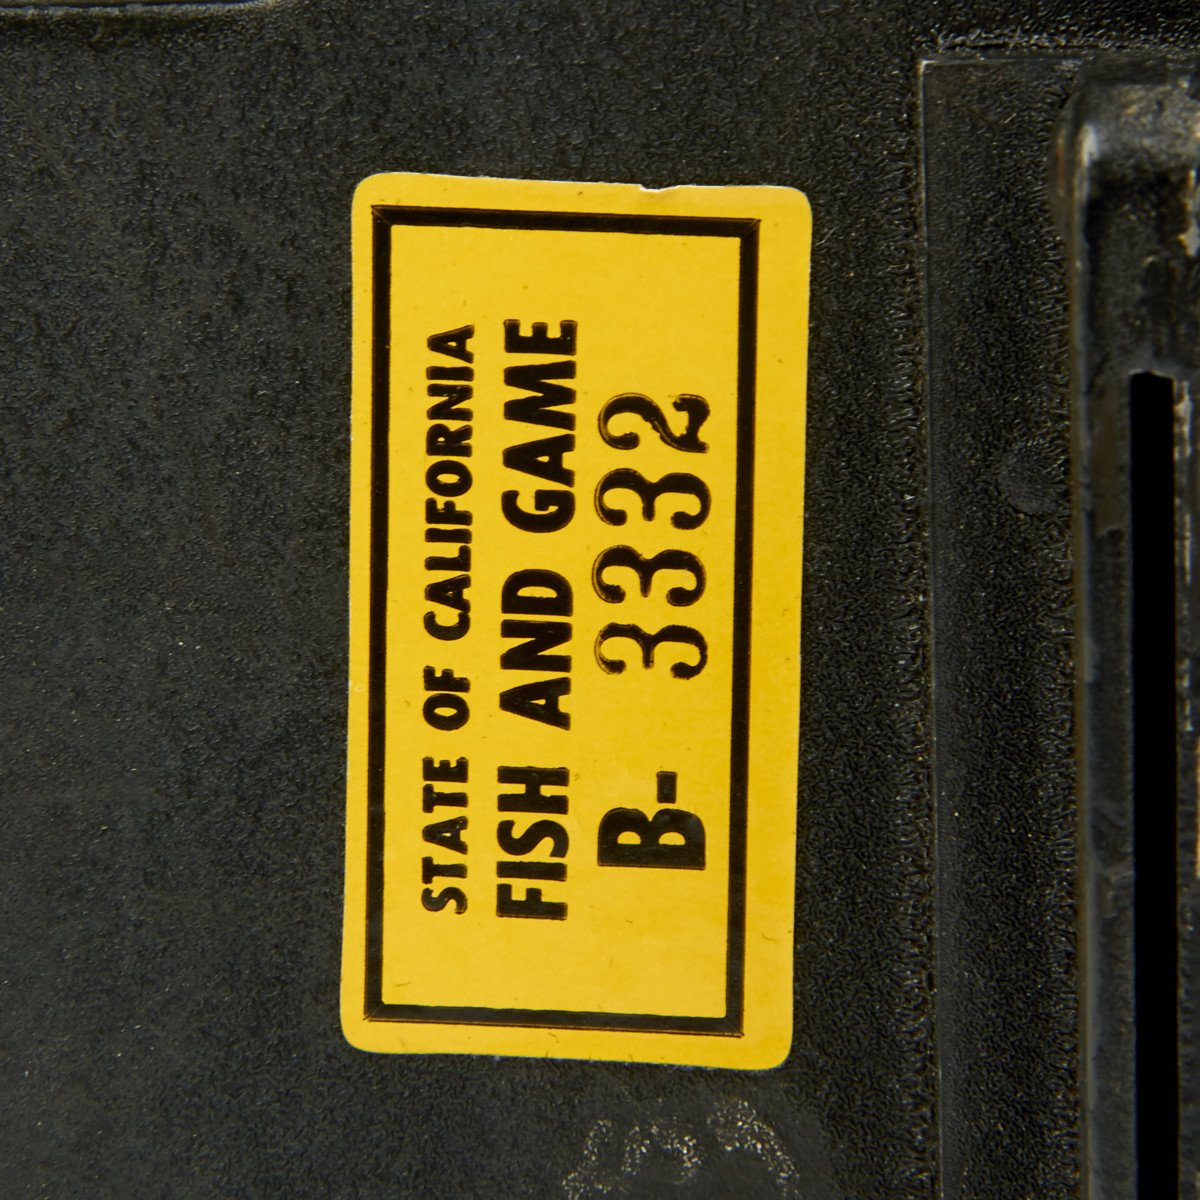 STATE OF CALIFORNIA
FISH AND GAME
B- 3332